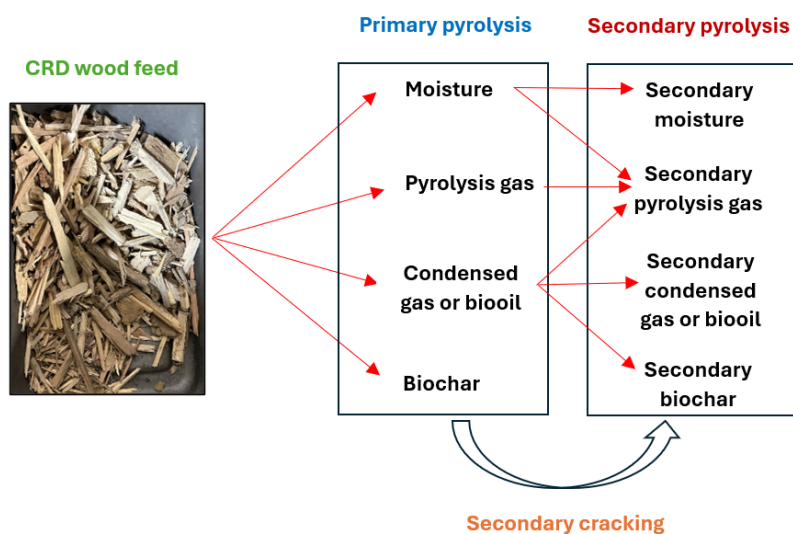 Primary pyrolysis
Secondary pyrolysis
CRD wood feed
Moisture
Pyrolysis gas
Condensed
gas or biooil
Biochar
Secondary
moisture
Secondary
pyrolysis gas
Secondary
condensed
gas or biooil
Secondary
biochar
Secondary cracking